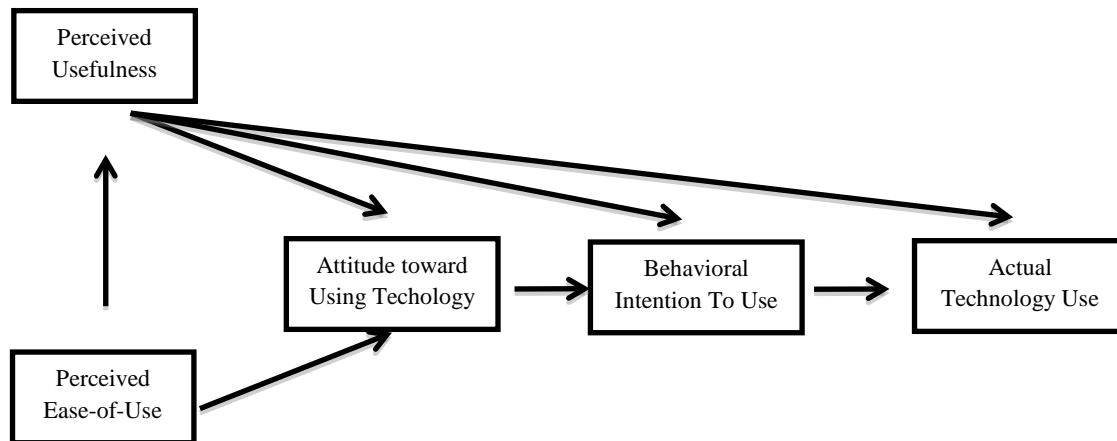 Perceived
Usefulness
Attitude toward
Using Techology
Behavioral
Intention To Use
Actual
Technology Use
Perceived
Ease-of-Use